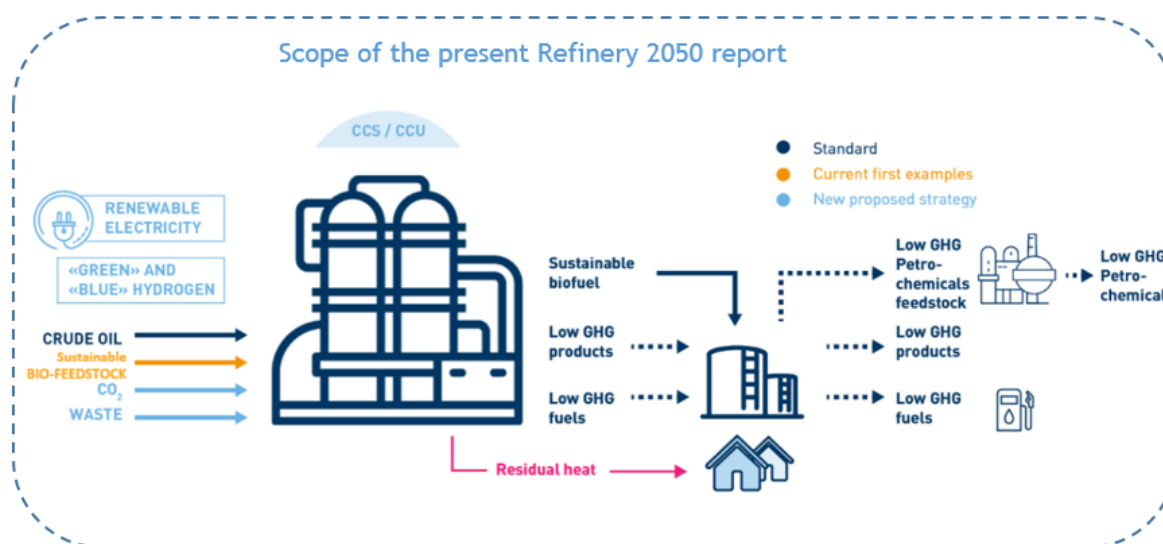 Scope of the present Refinery 2050 report
CCS / CCU
Standard
Current first examples
New proposed strategy
RENEWABLE
ELECTRICITY
«GREEN» AND
«BLUE» HYDROGEN
CRUDE OIL
Sustainable
BIO-FEEDSTOCK
CO₂
WASTE
Sustainable
biofuel
Low GHG
products
Low GHG
fuels
Residual heat
Low GHG
Petro-
chemicals
feedstock
Low GHG
products
Low GHG
fuels
Low GHG
Petro-
chemical